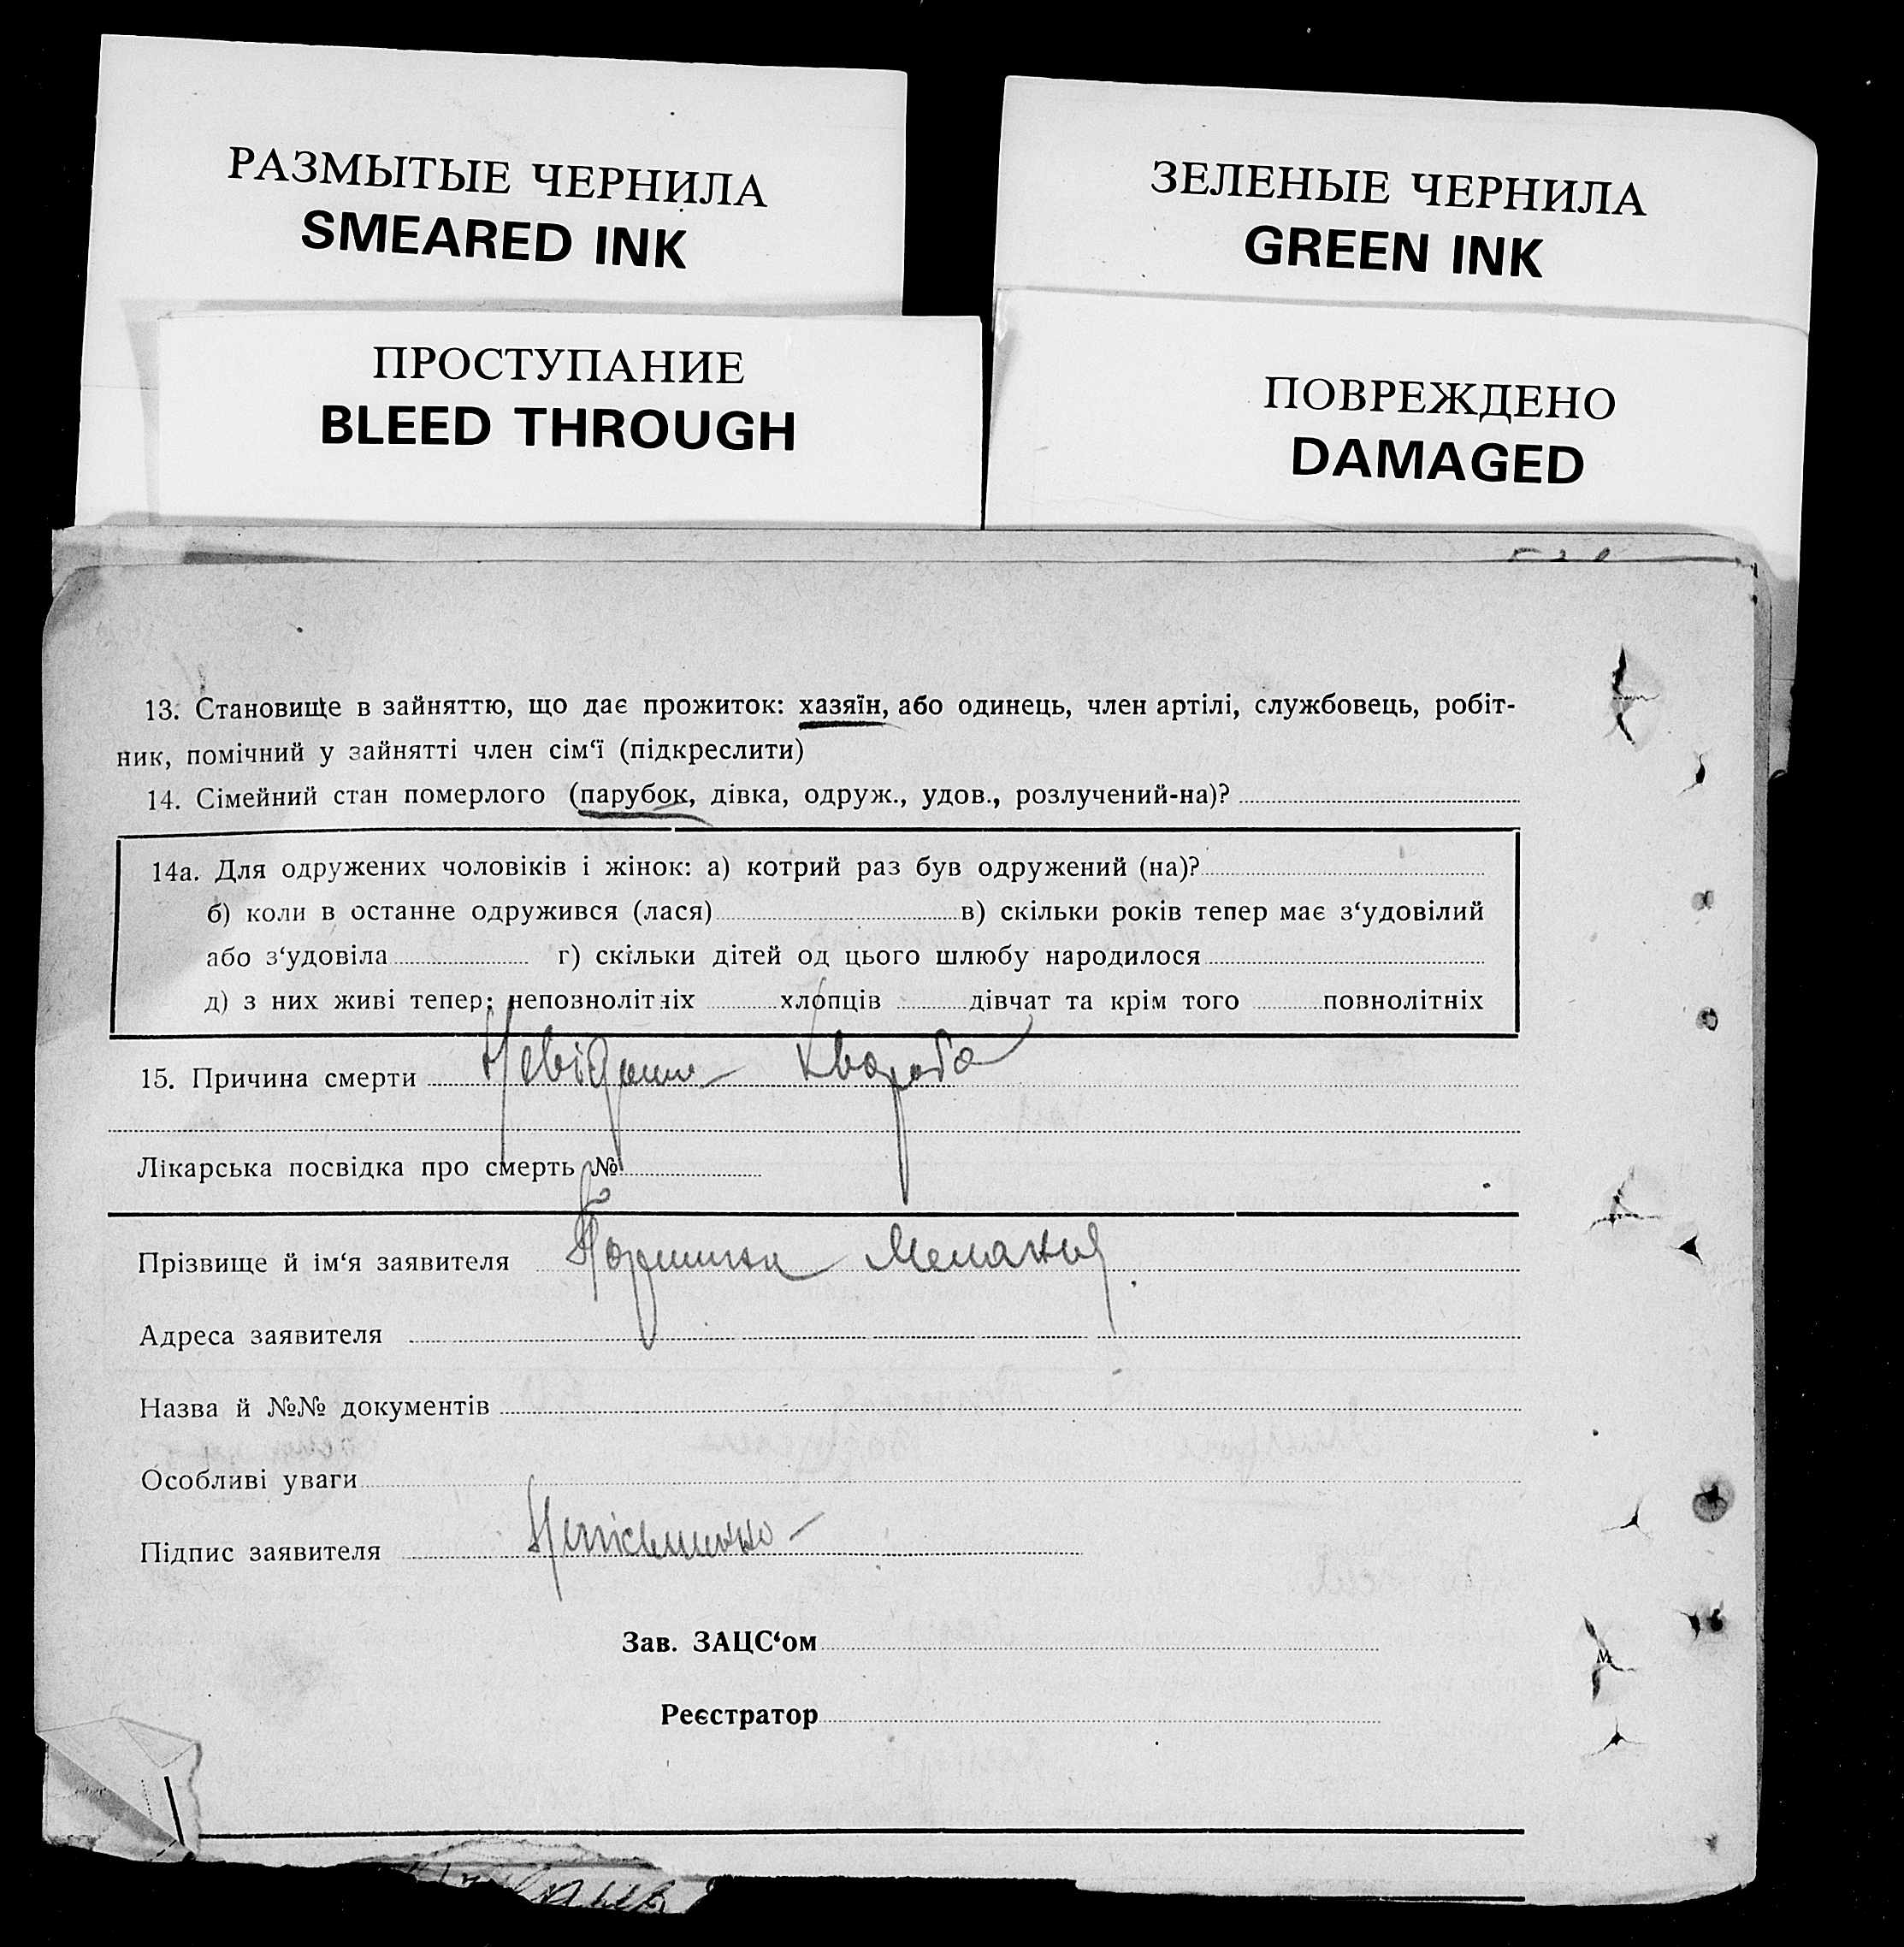 РАЗМЫТЫЕ ЧЕРНИЛА
SMEARED INK
ЗЕЛЕНЫЕ ЧЕРНИЛА
GREEN INK
ПРОСТУПАНИЕ
BLEED THROUGH
ПОВРЕЖДЕНО
DAMAGED
13. Становище в зайняттю, що дає прожиток: хазяїн, або одинець, член артілі, службовець, робіт-
ник, помічний у зайнятті член сім‘ї (підкреслити)
14. Сімейний стан померлого (парубок, дівка, одруж., удов., розлучений-на)?
14а. Для одружених чоловіків і жінок: а) котрий раз був одружений (на)?
б) коли в останне одружився (лася) в) скільки років тепер має з‘удовілий
або з‘удовіла г) скільки дітей од цього шлюбу народилося
д) з них живі тепер: неповнолітніх хлопців дівчат та крім того повнолітніх
15. Причина смерти Невідома хвороба
Лікарська посвідка про смерть №
Прізвище й ім‘я заявителя Меланья
Адреса заявителя
Назва й №№ документів
Особливі уваги
Підпис заявителя
Зав. ЗАЦС‘ом
Реєстратор